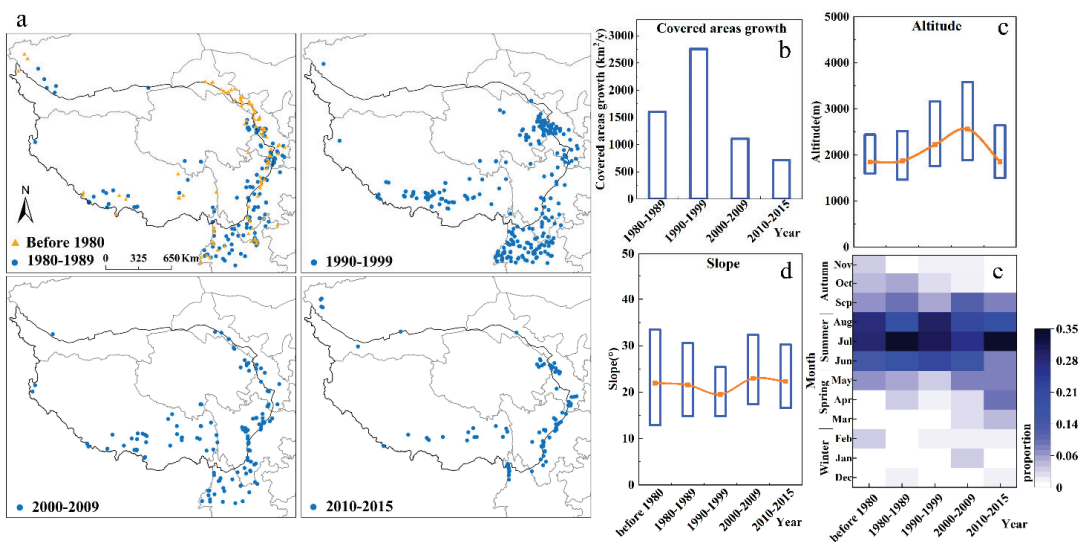 a
N
Before 1980
1980-1989
0 325 650 Km
1990-1999
2000-2009
2010-2015
Covered areas growth
b
Covered areas growth (km²/y)
3000
2500
2000
1500
1000
500
0
1980-1989
1990-1999
2000-2009
2010-2015
Year
Altitude
c
Altitude(m)
5000
4000
3000
2000
1000
0
Slope
d
Slope(°)
50
40
30
20
10
0
before 1980
1980-1989
1990-1999
2000-2009
2010-2015
Year
c
Month
Autumn
Summer
Spring
Winter
Nov
Oct
Sep
Aug
Jul
Jun
May
Apr
Mar
Feb
Jan
Dec
before 1980
1980-1989
1990-1999
2000-2009
2010-2015
Year
proportion
0.35
0.18
0.12
0.06
0